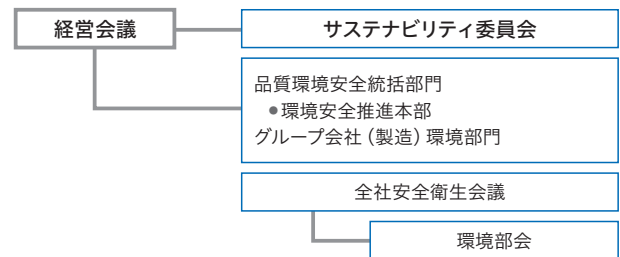 経営会議
サステナビリティ委員会
品質環境安全統括部門
●環境安全推進本部
グループ会社（製造）環境部門
全社安全衛生会議
環境部会